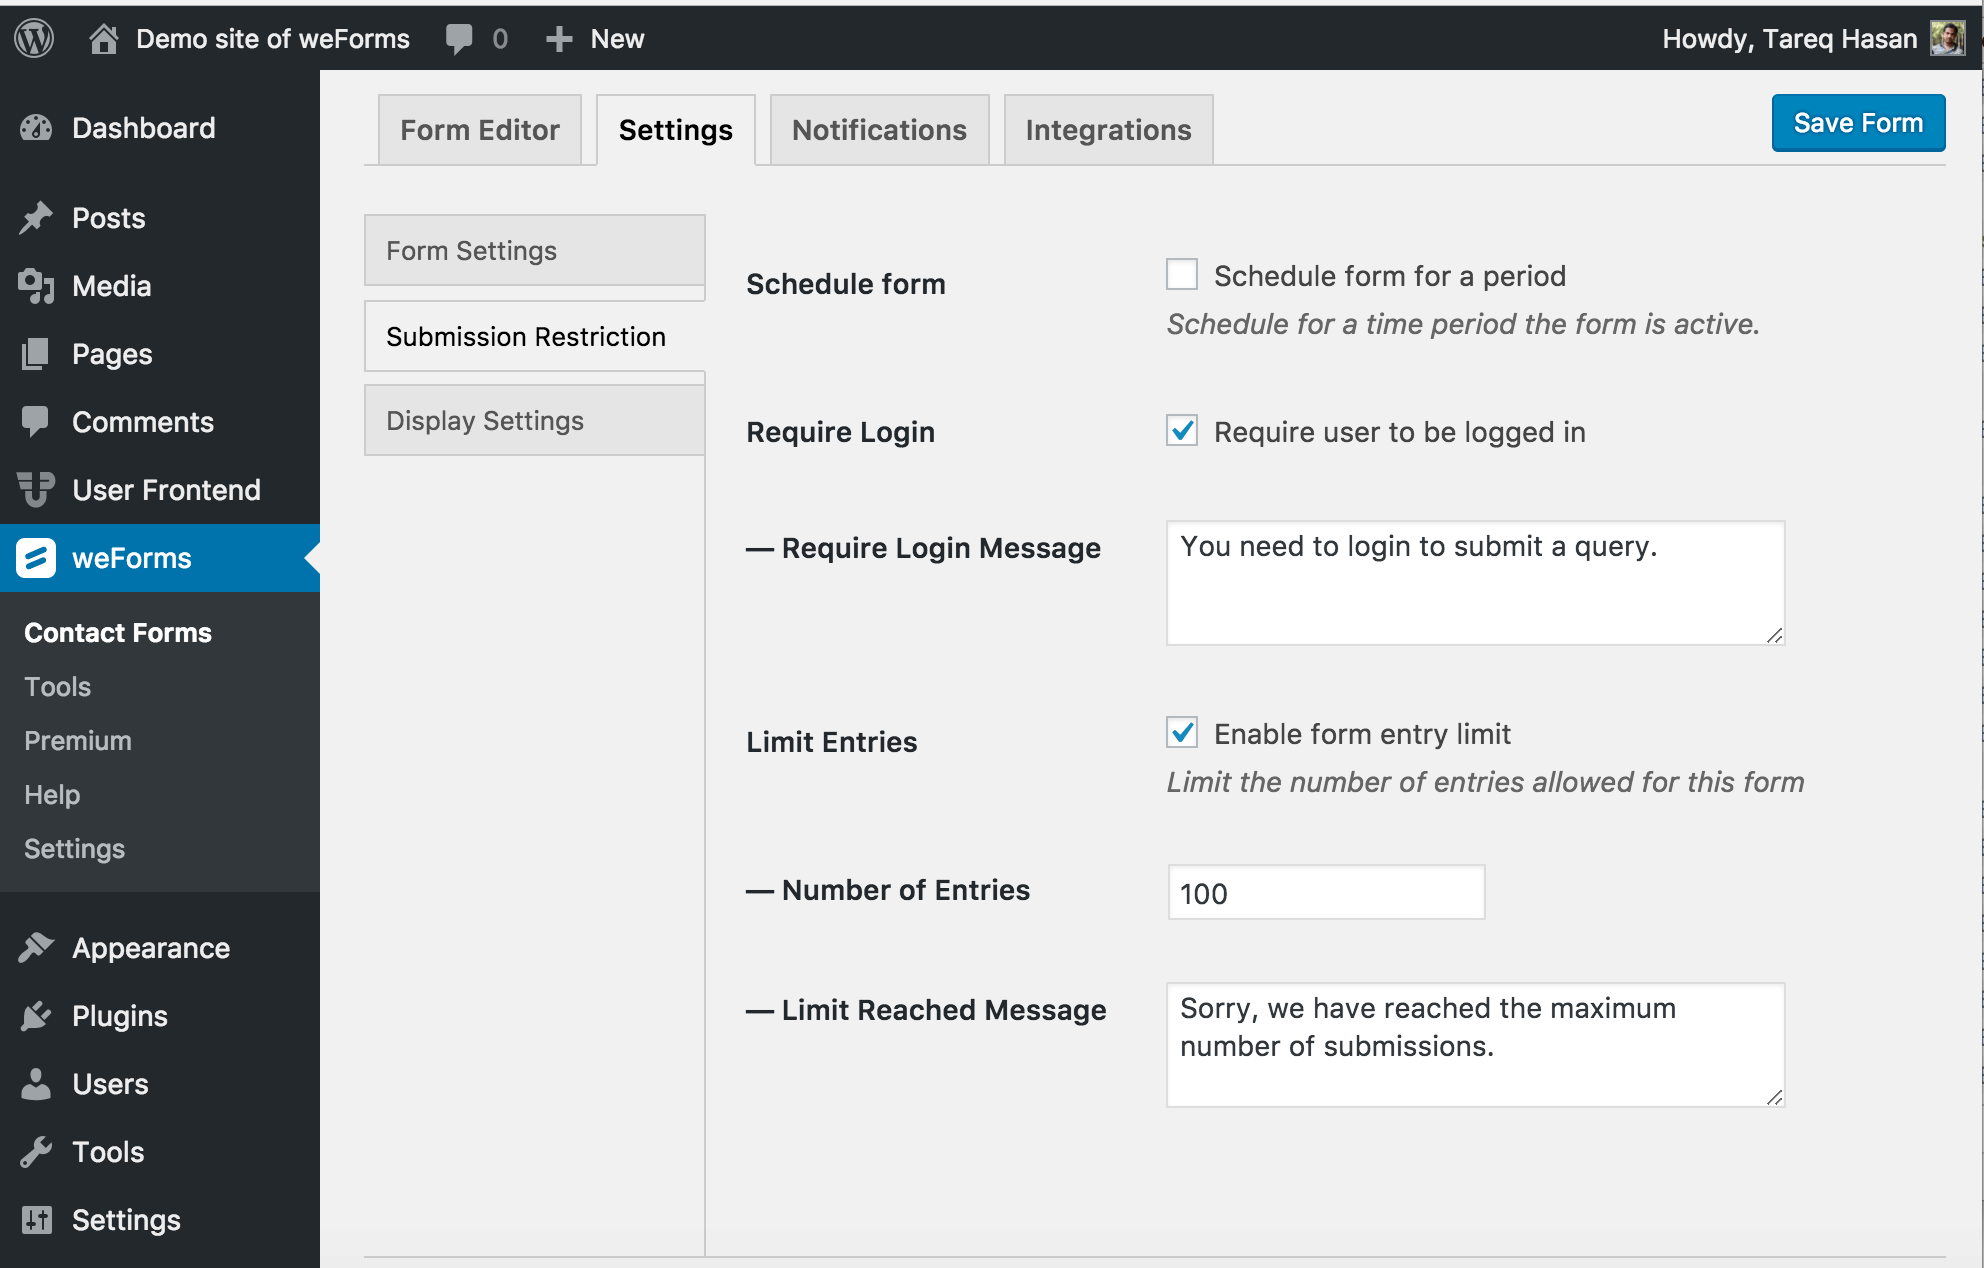 Demo site of weForms
0
New
Howdy, Tareq Hasan
Dashboard
Posts
Media
Pages
Comments
User Frontend
weForms
Contact Forms
Tools
Premium
Help
Settings
Appearance
Plugins
Users
Tools
Settings
Form Editor
Settings
Notifications
Integrations
Save Form
Form Settings
Submission Restriction
Display Settings
Schedule form
Schedule form for a period
Schedule for a time period the form is active.
Require Login
Require user to be logged in
— Require Login Message
You need to login to submit a query.
Limit Entries
Enable form entry limit
Limit the number of entries allowed for this form
— Number of Entries
100
— Limit Reached Message
Sorry, we have reached the maximum
number of submissions.